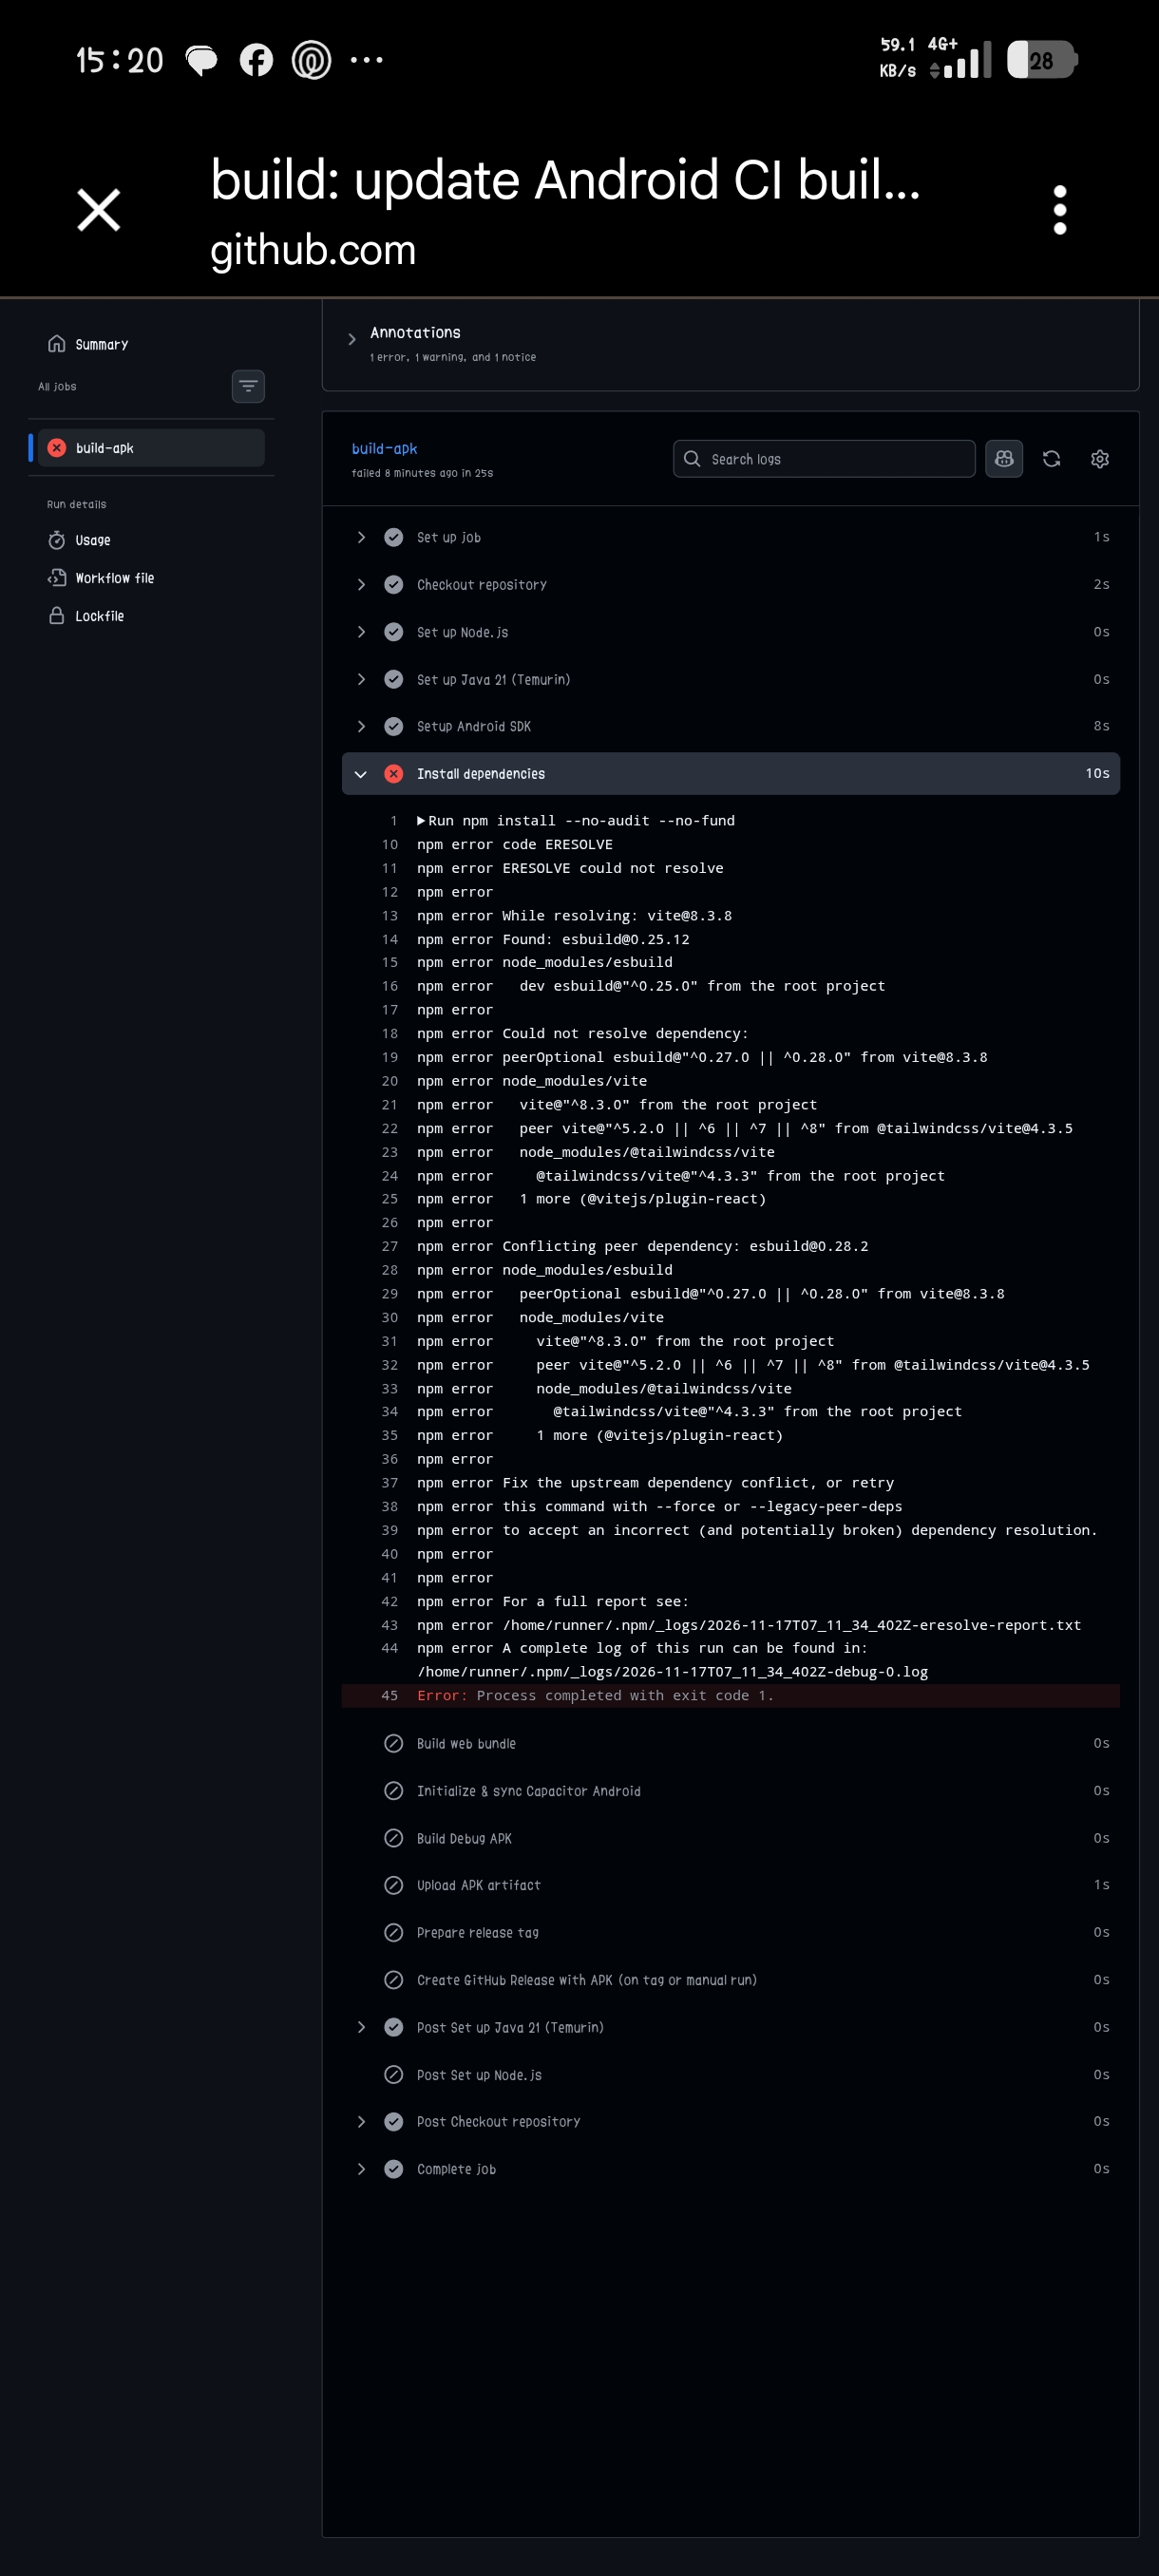 15:20
59.1 4G+
KB/s
28
build: update Android CI buil...
github.com
Summary
All jobs
build-apk
Run details
Usage
Workflow file
Lockfile
Annotations
1 error, 1 warning, and 1 notice
build-apk
failed 8 minutes ago in 25s
Search logs
Set up job 1s
Checkout repository 2s
Set up Node.js 0s
Set up Java 21 (Temurin) 0s
Setup Android SDK 8s
Install dependencies 10s
1 Run npm install --no-audit --no-fund
10 npm error code ERESOLVE
11 npm error ERESOLVE could not resolve
12 npm error
13 npm error While resolving: vite@8.3.8
14 npm error Found: esbuild@0.25.12
15 npm error node_modules/esbuild
16 npm error   dev esbuild@"^0.25.0" from the root project
17 npm error
18 npm error Could not resolve dependency:
19 npm error peerOptional esbuild@"^0.27.0 || ^0.28.0" from vite@8.3.8
20 npm error node_modules/vite
21 npm error   vite@"^8.3.0" from the root project
22 npm error   peer vite@"^5.2.0 || ^6 || ^7 || ^8" from @tailwindcss/vite@4.3.5
23 npm error   node_modules/@tailwindcss/vite
24 npm error     @tailwindcss/vite@"^4.3.3" from the root project
25 npm error   1 more (@vitejs/plugin-react)
26 npm error
27 npm error Conflicting peer dependency: esbuild@0.28.2
28 npm error node_modules/esbuild
29 npm error   peerOptional esbuild@"^0.27.0 || ^0.28.0" from vite@8.3.8
30 npm error   node_modules/vite
31 npm error     vite@"^8.3.0" from the root project
32 npm error     peer vite@"^5.2.0 || ^6 || ^7 || ^8" from @tailwindcss/vite@4.3.5
33 npm error     node_modules/@tailwindcss/vite
34 npm error       @tailwindcss/vite@"^4.3.3" from the root project
35 npm error     1 more (@vitejs/plugin-react)
36 npm error
37 npm error Fix the upstream dependency conflict, or retry
38 npm error this command with --force or --legacy-peer-deps
39 npm error to accept an incorrect (and potentially broken) dependency resolution.
40 npm error
41 npm error
42 npm error For a full report see:
43 npm error /home/runner/.npm/_logs/2026-11-17T07_11_34_402Z-eresolve-report.txt
44 npm error A complete log of this run can be found in:
/home/runner/.npm/_logs/2026-11-17T07_11_34_402Z-debug-0.log
45 Error: Process completed with exit code 1.
Build web bundle 0s
Initialize & sync Capacitor Android 0s
Build Debug APK 0s
Upload APK artifact 1s
Prepare release tag 0s
Create GitHub Release with APK (on tag or manual run) 0s
Post Set up Java 21 (Temurin) 0s
Post Set up Node.js 0s
Post Checkout repository 0s
Complete job 0s